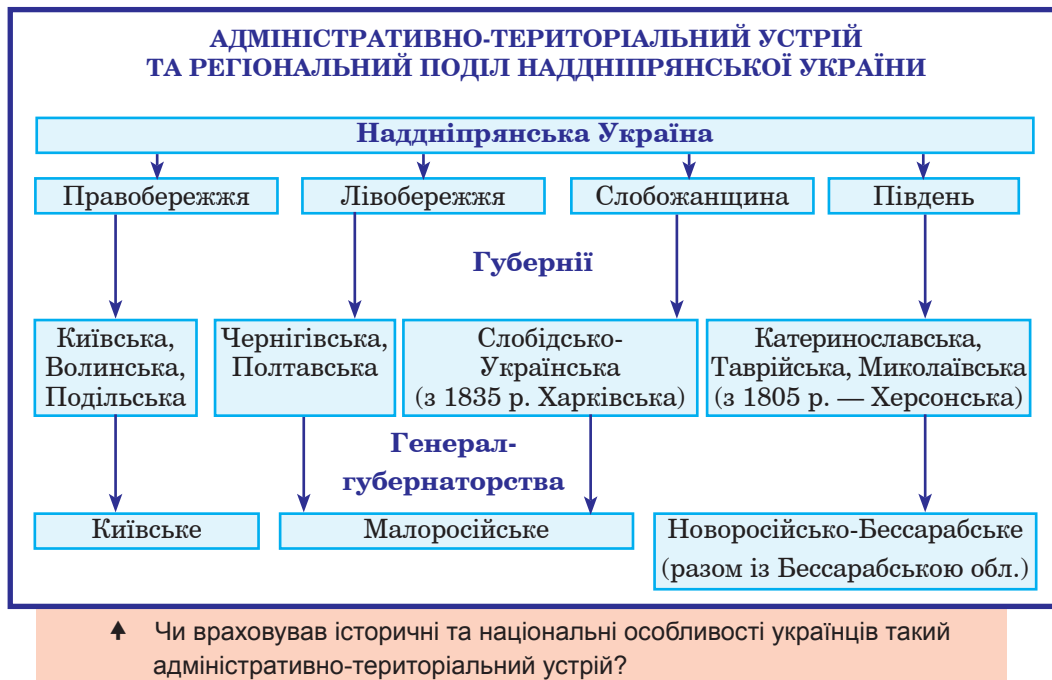 АДМІНІСТРАТИВНО-ТЕРИТОРІАЛЬНИЙ УСТРІЙ
ТА РЕГІОНАЛЬНИЙ ПОДІЛ НАДДНІПРЯНСЬКОЇ УКРАЇНИ
Наддніпрянська Україна
Правобережжя
Лівобережжя
Слобожанщина
Південь
Губернії
Київська,
Волинська,
Подільська
Чернігівська,
Полтавська
Слобідсько-
Українська
(з 1835 р. Харківська)
Катеринославська,
Таврійська, Миколаївська
(з 1805 р. — Херсонська)
Генерал-
губернаторства
Київське
Малоросійське
Новоросійсько-Бессарабське
(разом із Бессарабською обл.)
Чи враховував історичні та національні особливості українців такий
адміністративно-територіальний устрій?